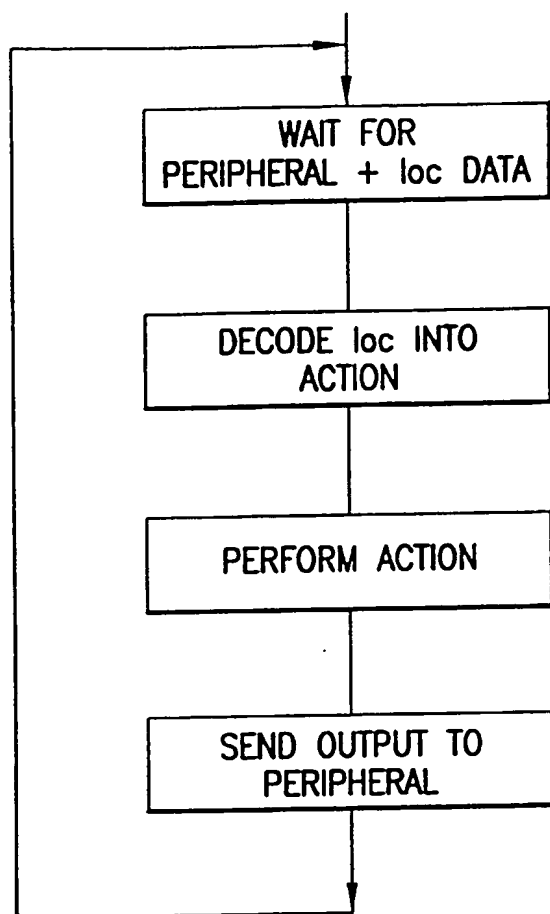 WAIT FOR
PERIPHERAL + loc DATA
DECODE loc INTO
ACTION
PERFORM ACTION
SEND OUTPUT TO
PERIPHERAL